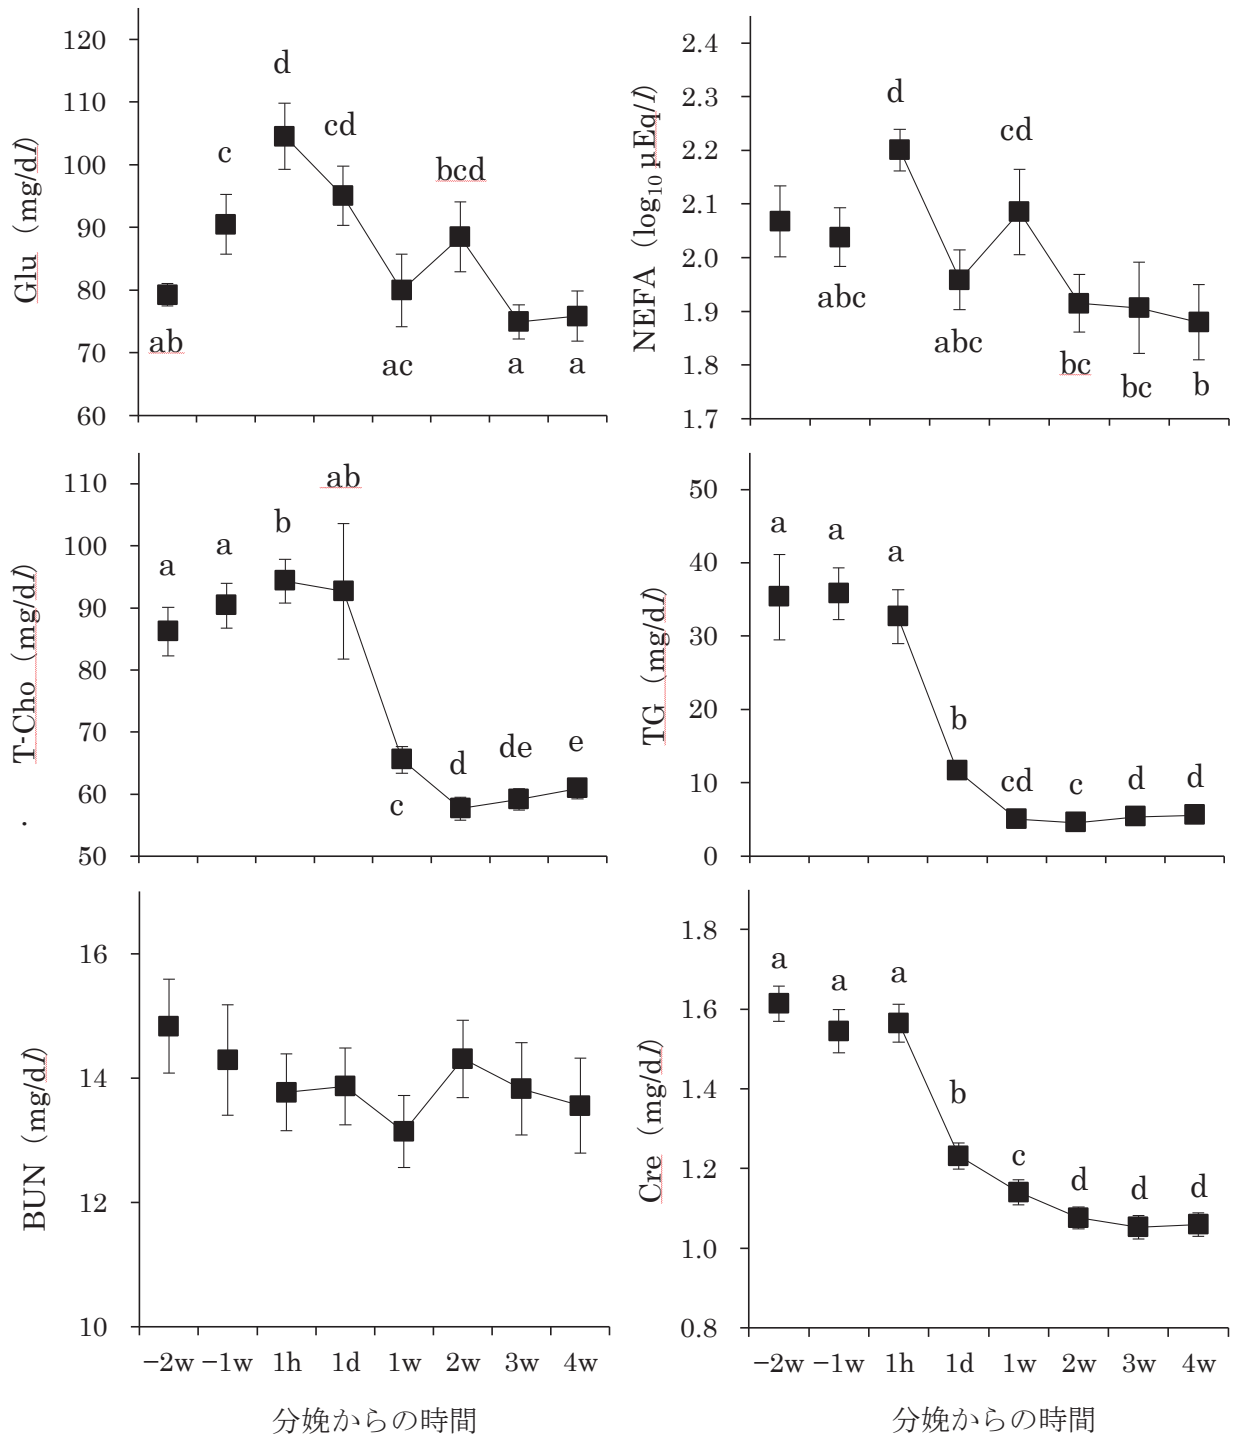 Glu (mg/dl)
120
110
100
90
80
70
60
ab
c
d
cd
ac
bcd
a
a
NEFA (log10 μEq/l)
2.4
2.3
2.2
2.1
2.0
1.9
1.8
1.7
abc
d
abc
cd
bc
bc
b
T-Cho (mg/dl)
110
100
90
80
70
60
50
a
a
b
ab
c
d
de
e
.
TG (mg/dl)
50
40
30
20
10
0
a
a
a
b
cd
c
d
d
BUN (mg/dl)
16
14
12
10
−2w −1w 1h 1d 1w 2w 3w 4w
分娩からの時間
Cre (mg/dl)
1.8
1.6
1.4
1.2
1.0
0.8
a
a
a
b
c
d
d
d
−2w −1w 1h 1d 1w 2w 3w 4w
分娩からの時間